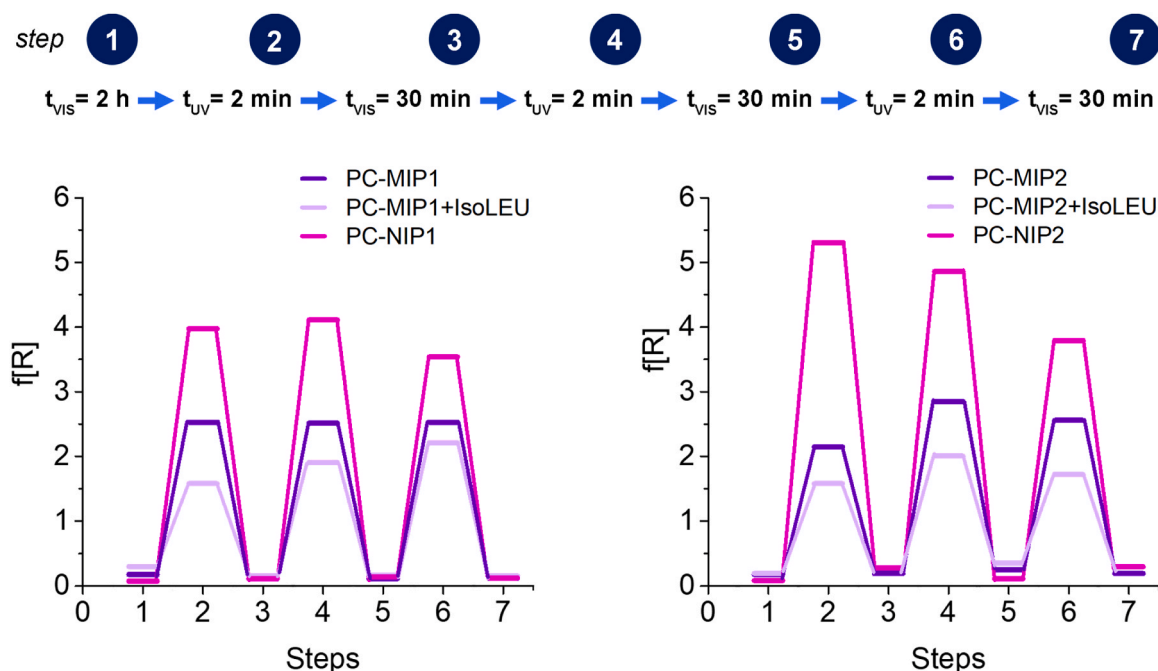 step 1 2 3 4 5 6 7
tVIS= 2 h tUV= 2 min tVIS= 30 min tUV= 2 min tVIS= 30 min tUV= 2 min tVIS= 30 min
PC-MIP1
PC-MIP1+IsoLEU
PC-NIP1
6
5
4
3
2
1
0
f[R]
0 1 2 3 4 5 6 7
Steps
PC-MIP2
PC-MIP2+IsoLEU
PC-NIP2
6
5
4
3
2
1
0
f[R]
0 1 2 3 4 5 6 7
Steps